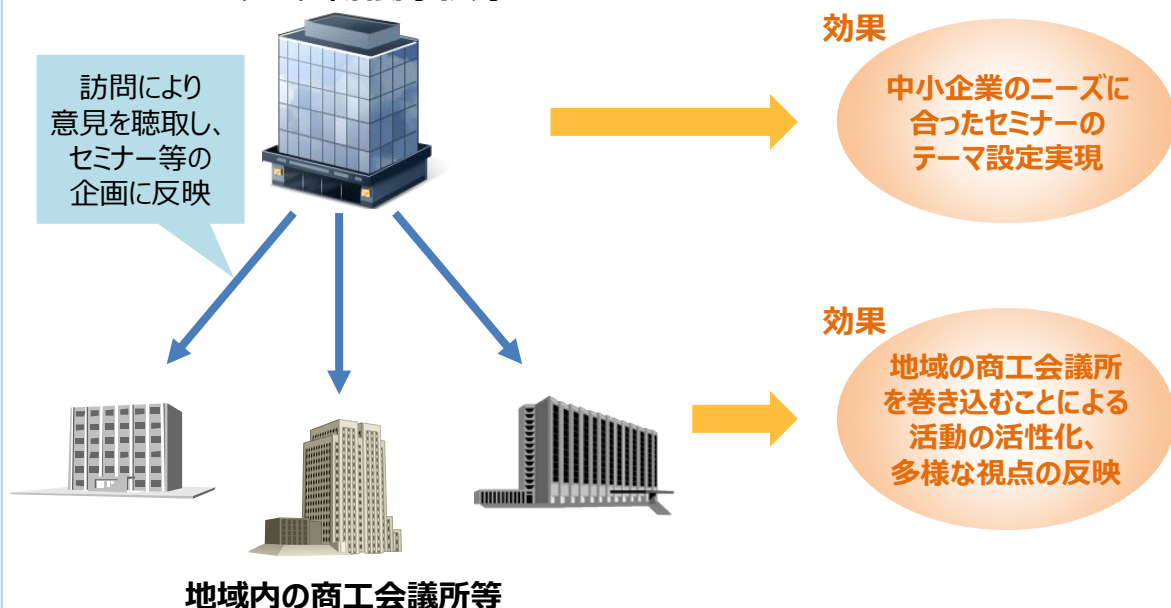 効果
中小企業のニーズに
合ったセミナーの
テーマ設定実現
訪問により
意見を聴取し、
セミナー等の
企画に反映
効果
地域の商工会議所
を巻き込むことによる
活動の活性化、
多様な視点の反映
地域内の商工会議所等